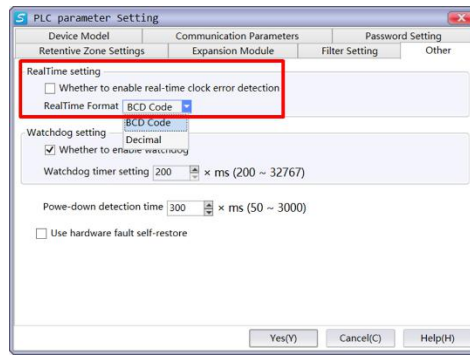 PLC parameter Setting
Device Model Communication Parameters Password Setting
Retentive Zone Settings Expansion Module Filter Setting Other
RealTime setting
Whether to enable real-time clock error detection
RealTime Format BCD Code
BCD Code
Decimal
Watchdog setting
Whether to enable watchdog
Watchdog timer setting 200 × ms (200 ~ 32767)
Powe-down detection time 300 × ms (50 ~ 3000)
Use hardware fault self-restore
Yes(Y) Cancel(C) Help(H)